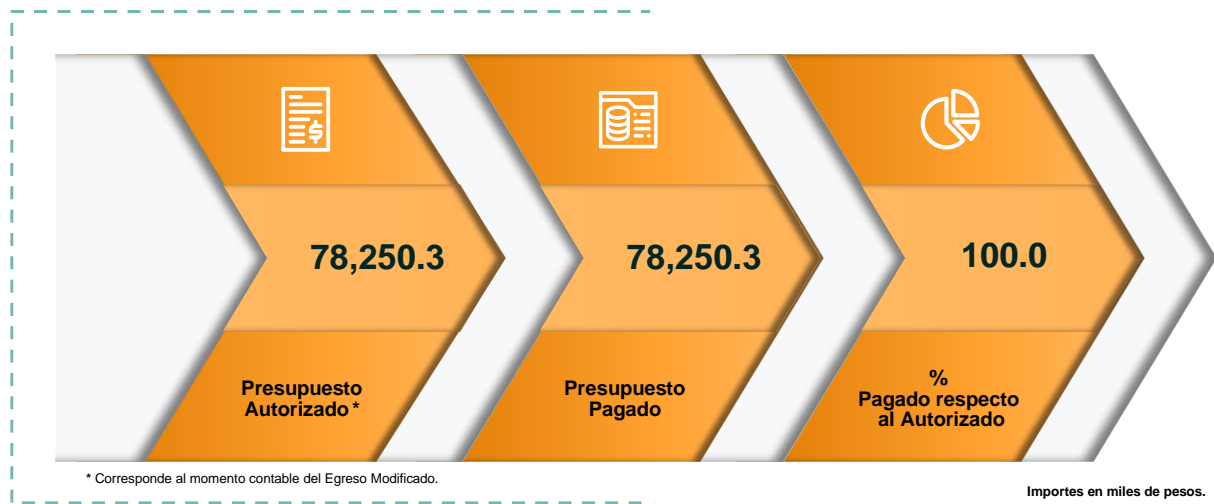 78,250.3
78,250.3
100.0
Presupuesto
Autorizado *
Presupuesto
Pagado
%
Pagado respecto
al Autorizado
* Corresponde al momento contable del Egreso Modificado.
Importes en miles de pesos.